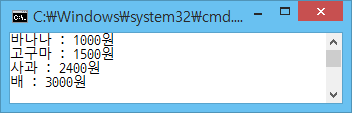 C:₩Windows₩system32₩cmd....
바나나 : 1000원
고구마 : 1500원
사과 : 2400원
배 : 3000원